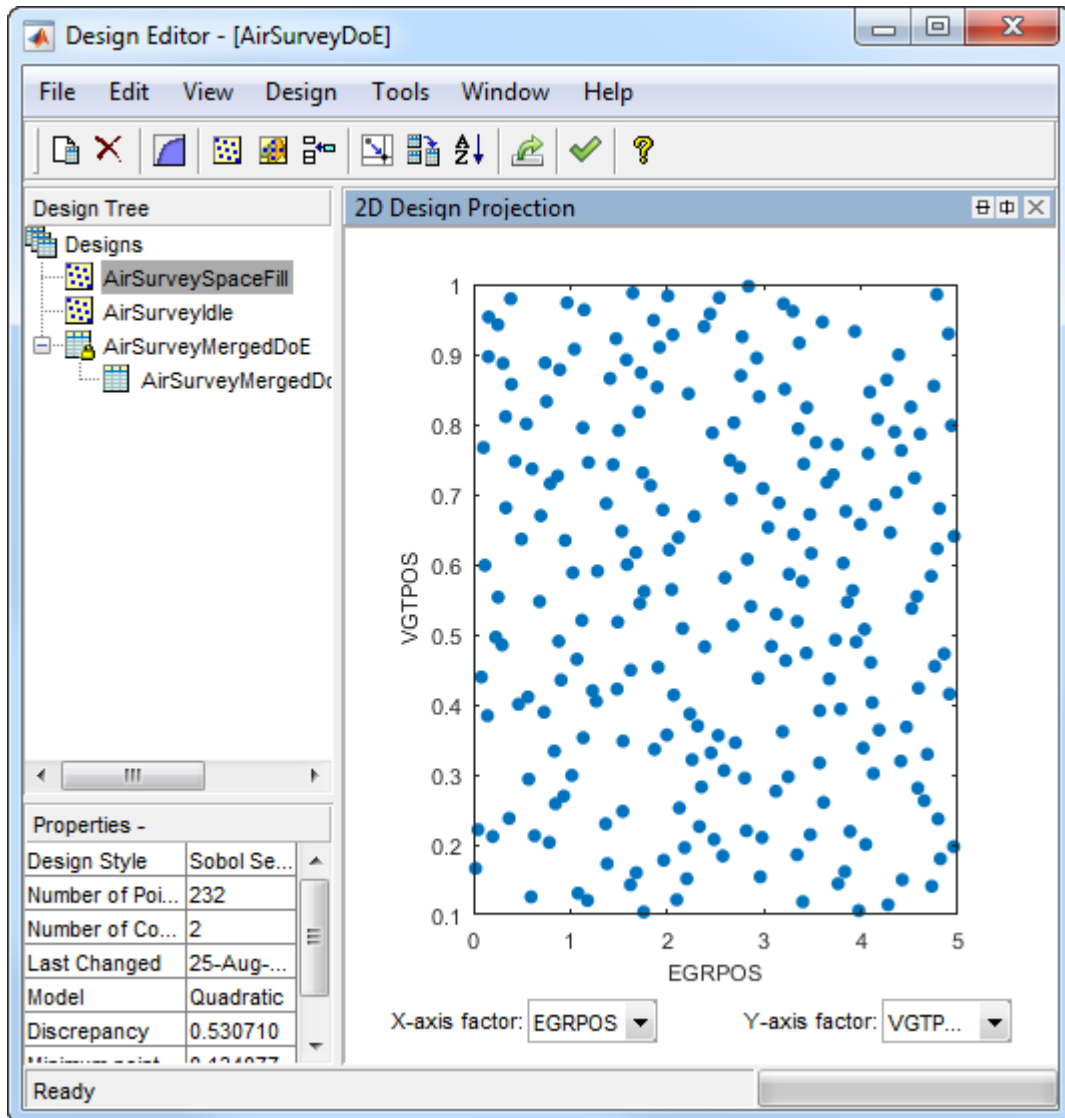 Design Editor - [AirSurveyDoE]
File Edit View Design Tools Window Help
Design Tree
Designs
AirSurveySpaceFill
AirSurveyIdle
AirSurveyMergedDoE
AirSurveyMergedDo
2D Design Projection
1
0.9
0.8
0.7
0.6
0.5
0.4
0.3
0.2
0.1
VGTPOS
0 1 2 3 4 5
EGRPOS
X-axis factor: EGRPOS Y-axis factor: VGTP...
Properties -
Design Style Sobol Se...
Number of Poi... 232
Number of Co... 2
Last Changed 25-Aug-...
Model Quadratic
Discrepancy 0.530710
Ready